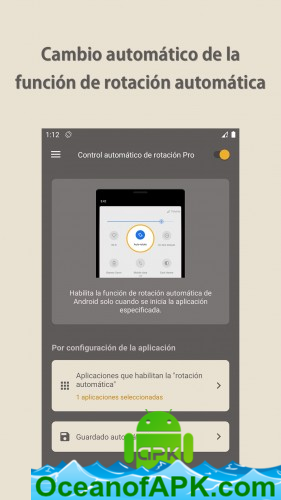 Cambio automático de la
función de rotación automática
1:12
Control automático de rotación Pro
Habilita la función de rotación automática de
Android solo cuando se inicia la aplicación
especificada.
Por configuración de la aplicación
Aplicaciones que habilitan la "rotación
automática"
1 aplicaciones seleccionadas
Guardado
APK
OceanofAPK.com